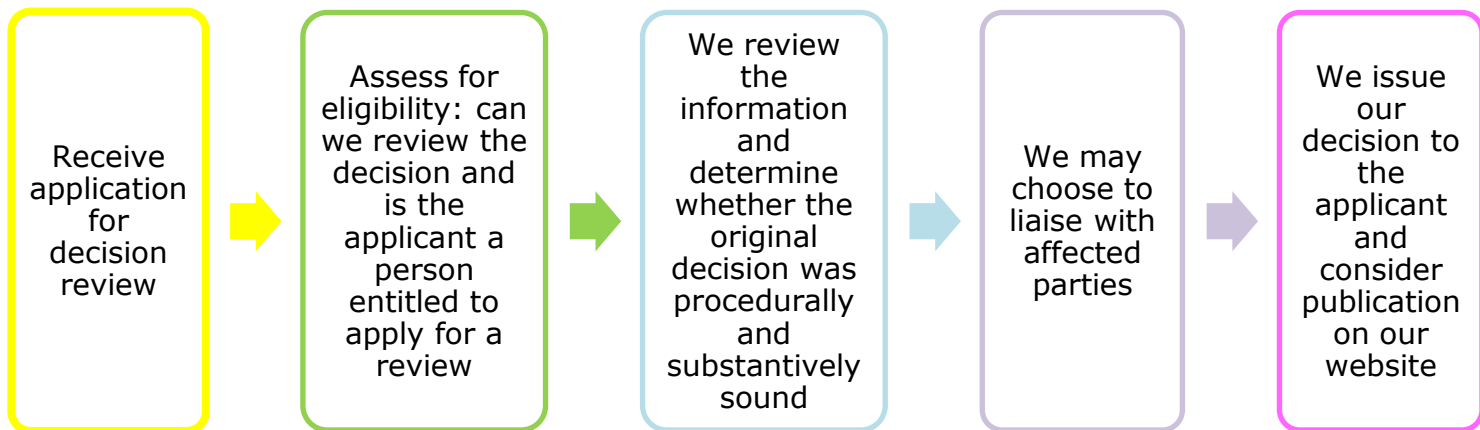 Receive
application
for
decision
review
Assess for
eligibility: can
we review the
decision and
is the
applicant a
person
entitled to
apply for a
review
We review
the
information
and
determine
whether the
original
decision was
procedurally
and
substantively
sound
We may
choose to
liaise with
affected
parties
We issue
our
decision to
the
applicant
and
consider
publication
on our
website